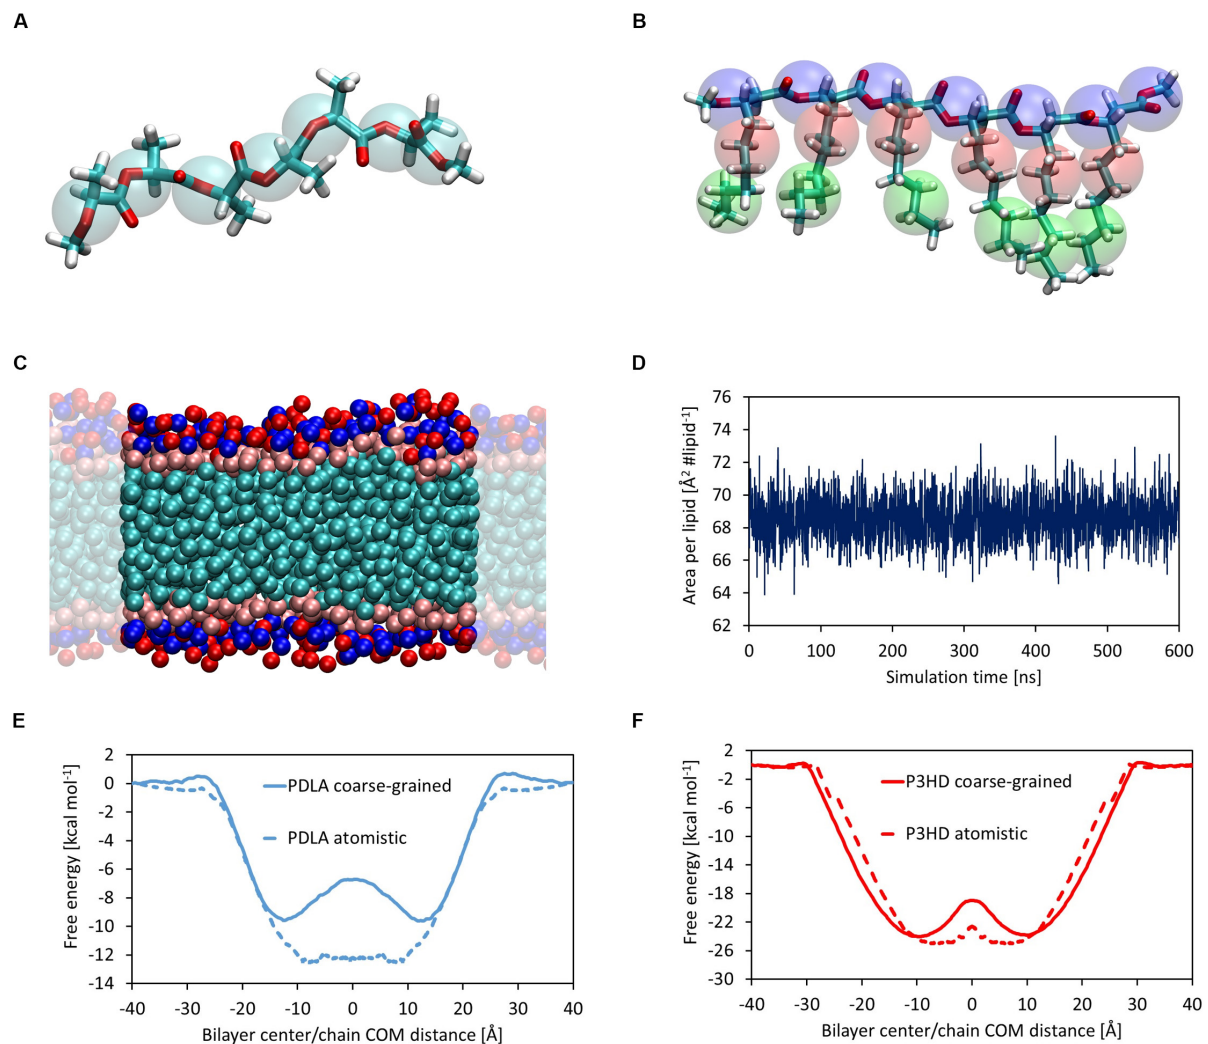 A
B
C
D
Area per lipid [Å² #lipid⁻¹]
76
74
72
70
68
66
64
62
0 100 200 300 400 500 600
Simulation time [ns]
E
Free energy [kcal mol⁻¹]
2
0
-2
-4
-6
-8
-10
-12
-14
PDLA coarse-grained
PDLA atomistic
-40 -30 -20 -10 0 10 20 30 40
Bilayer center/chain COM distance [Å]
F
Free energy [kcal mol⁻¹]
2
-2
-6
-10
-14
-18
-22
-26
-30
P3HD coarse-grained
P3HD atomistic
-40 -30 -20 -10 0 10 20 30 40
Bilayer center/chain COM distance [Å]